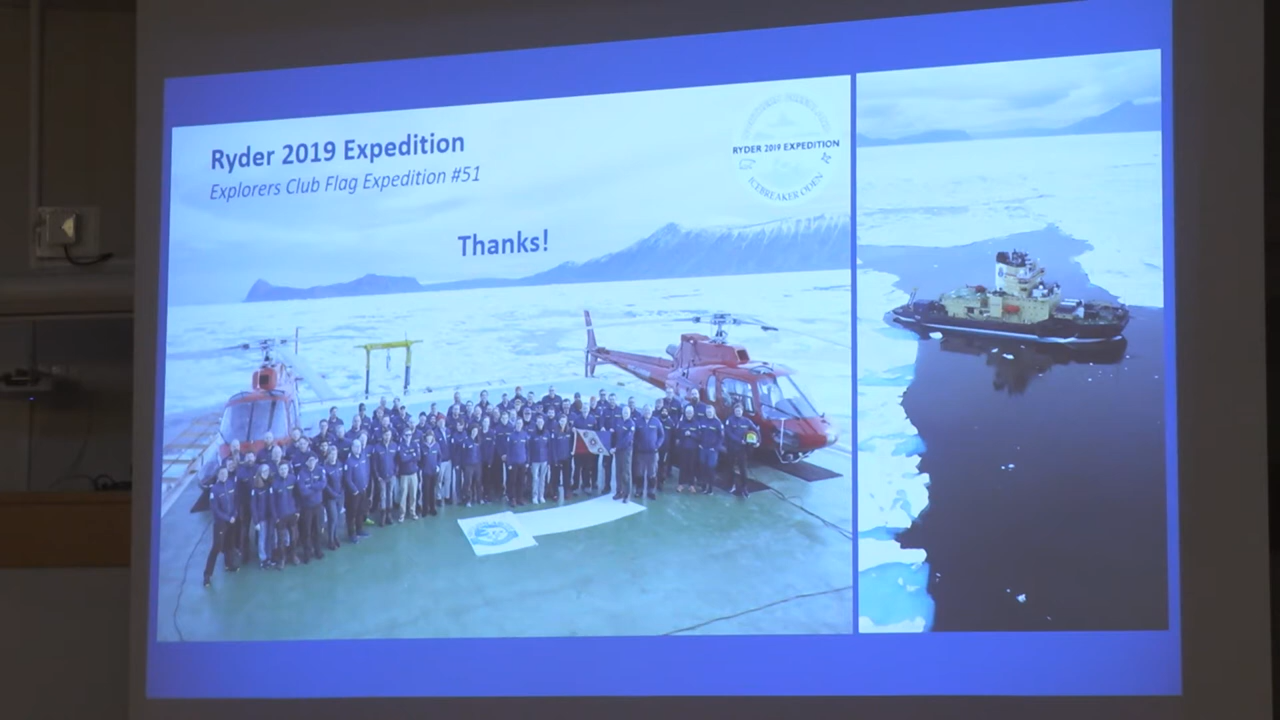 Ryder 2019 Expedition
Explorers Club Flag Expedition #51
Thanks!
RYDER 2019 EXPEDITION
ICEBREAKER ODEN